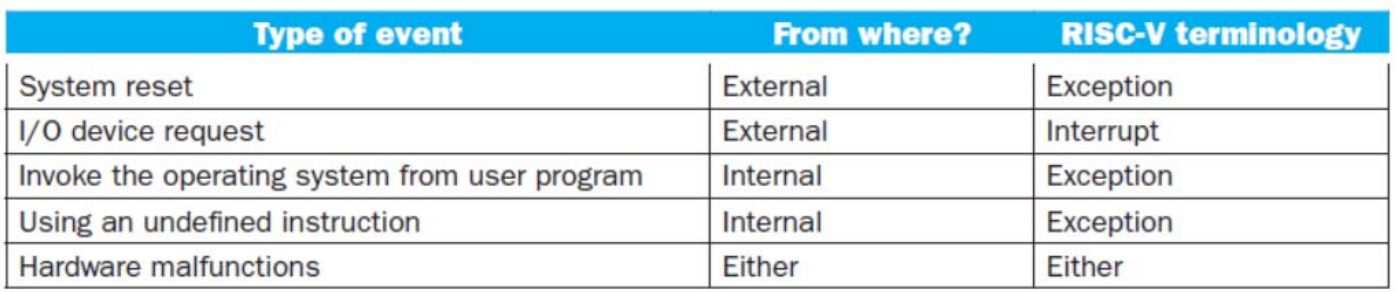 Type of event From where? RISC-V terminology
System reset External Exception
I/O device request External Interrupt
Invoke the operating system from user program Internal Exception
Using an undefined instruction Internal Exception
Hardware malfunctions Either Either